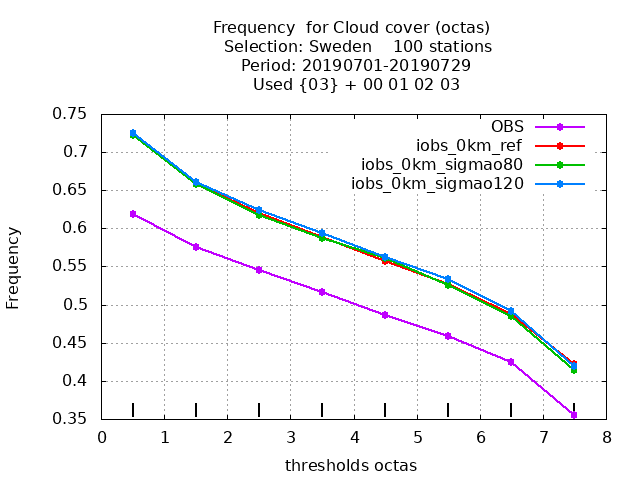 Frequency  for Cloud cover (octas)
Selection: Sweden    100 stations
Period: 20190701-20190729
Used {03} + 00 01 02 03
OBS
iobs_0km_ref
iobs_0km_sigmao80
iobs_0km_sigmao120
0.75
0.7
0.65
0.6
0.55
0.5
0.45
0.4
0.35
Frequency
0 1 2 3 4 5 6 7 8
thresholds octas